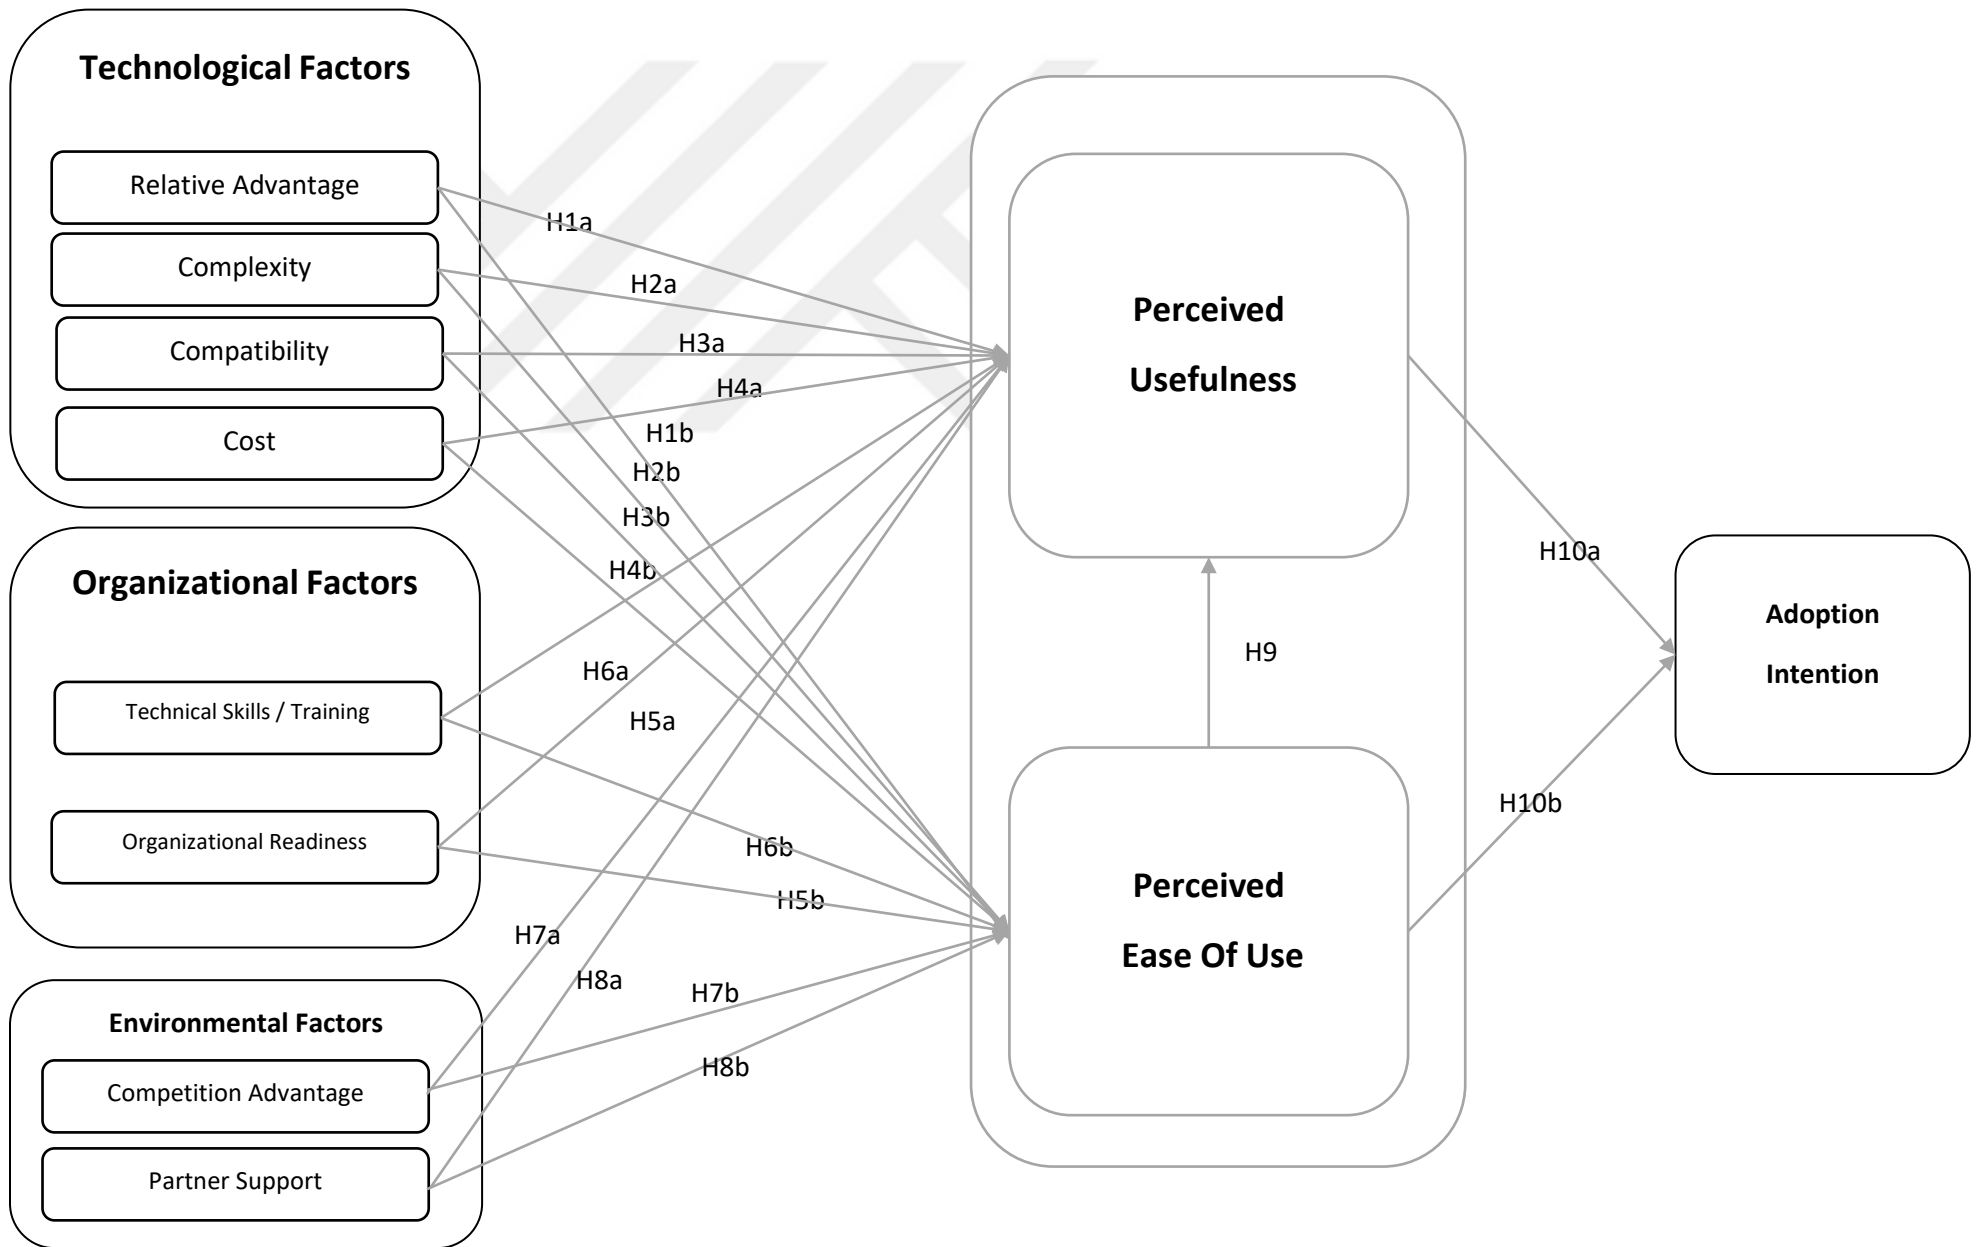 Technological Factors
Relative Advantage
Complexity
Compatibility
Cost
Organizational Factors
Technical Skills / Training
Organizational Readiness
Environmental Factors
Competition Advantage
Partner Support
H1a
H2a
H3a
H4a
H1b
H2b
H3b
H4b
H6a
H5a
H6b
H5b
H7a
H8a
H7b
H8b
Perceived
Usefulness
H9
Perceived
Ease Of Use
H10a
H10b
Adoption
Intention